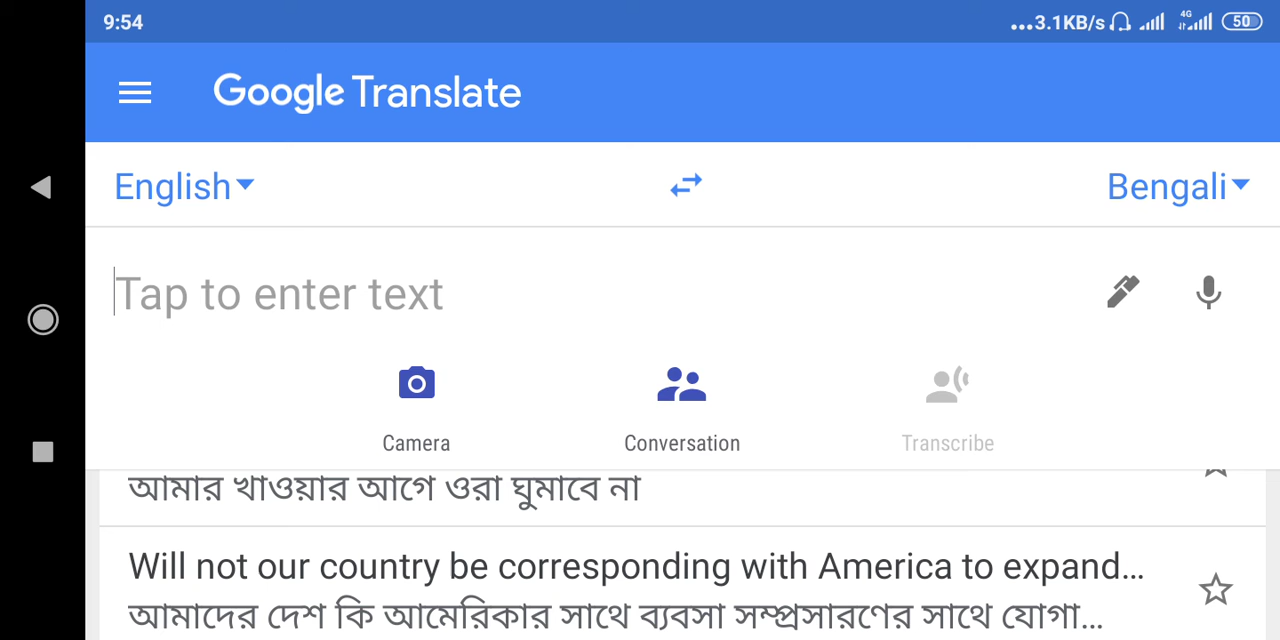 9:54
...3.1KB/s 4G 50
Google Translate
English Bengali
Tap to enter text
Camera Conversation Transcribe
আমার খাওয়ার আগে ওরা ঘুমাবে না
Will not our country be corresponding with America to expand...
আমাদের দেশ কি আমেরিকার সাথে ব্যবসা সম্প্রসারণের সাথে যোগা...